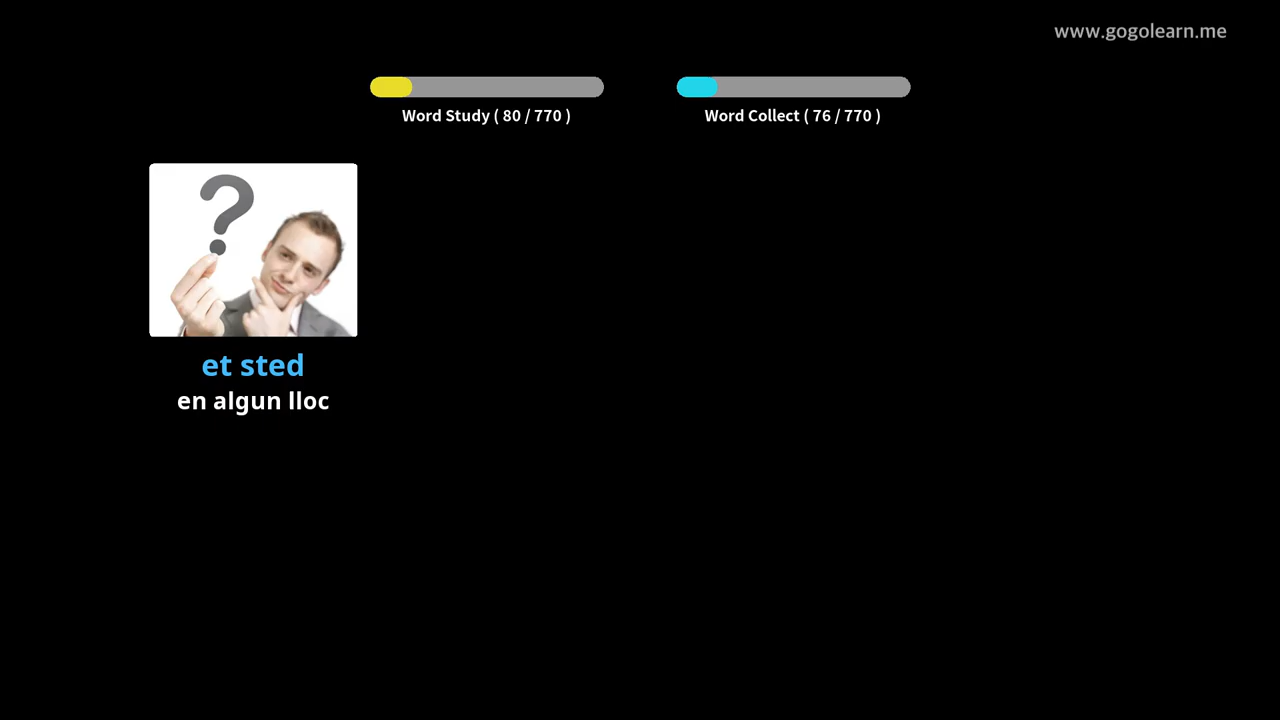 www.gogolearn.me
Word Study ( 80 / 770 )
Word Collect ( 76 / 770 )
?
et sted
en algun lloc